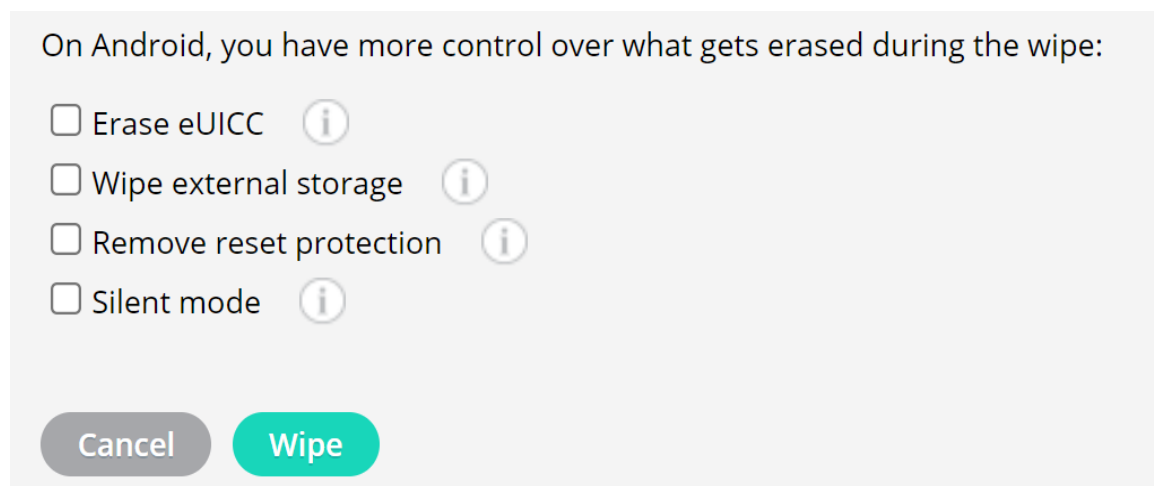 On Android, you have more control over what gets erased during the wipe:
Erase eUICC i
Wipe external storage i
Remove reset protection i
Silent mode i
Cancel Wipe